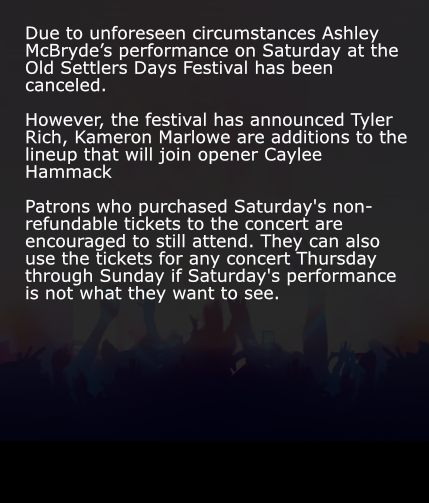 Due to unforeseen circumstances Ashley
McBryde’s performance on Saturday at the
Old Settlers Days Festival has been
canceled.
However, the festival has announced Tyler
Rich, Kameron Marlowe are additions to the
lineup that will join opener Caylee
Hammack
Patrons who purchased Saturday's non-
refundable tickets to the concert are
encouraged to still attend. They can also
use the tickets for any concert Thursday
through Sunday if Saturday's performance
is not what they want to see.